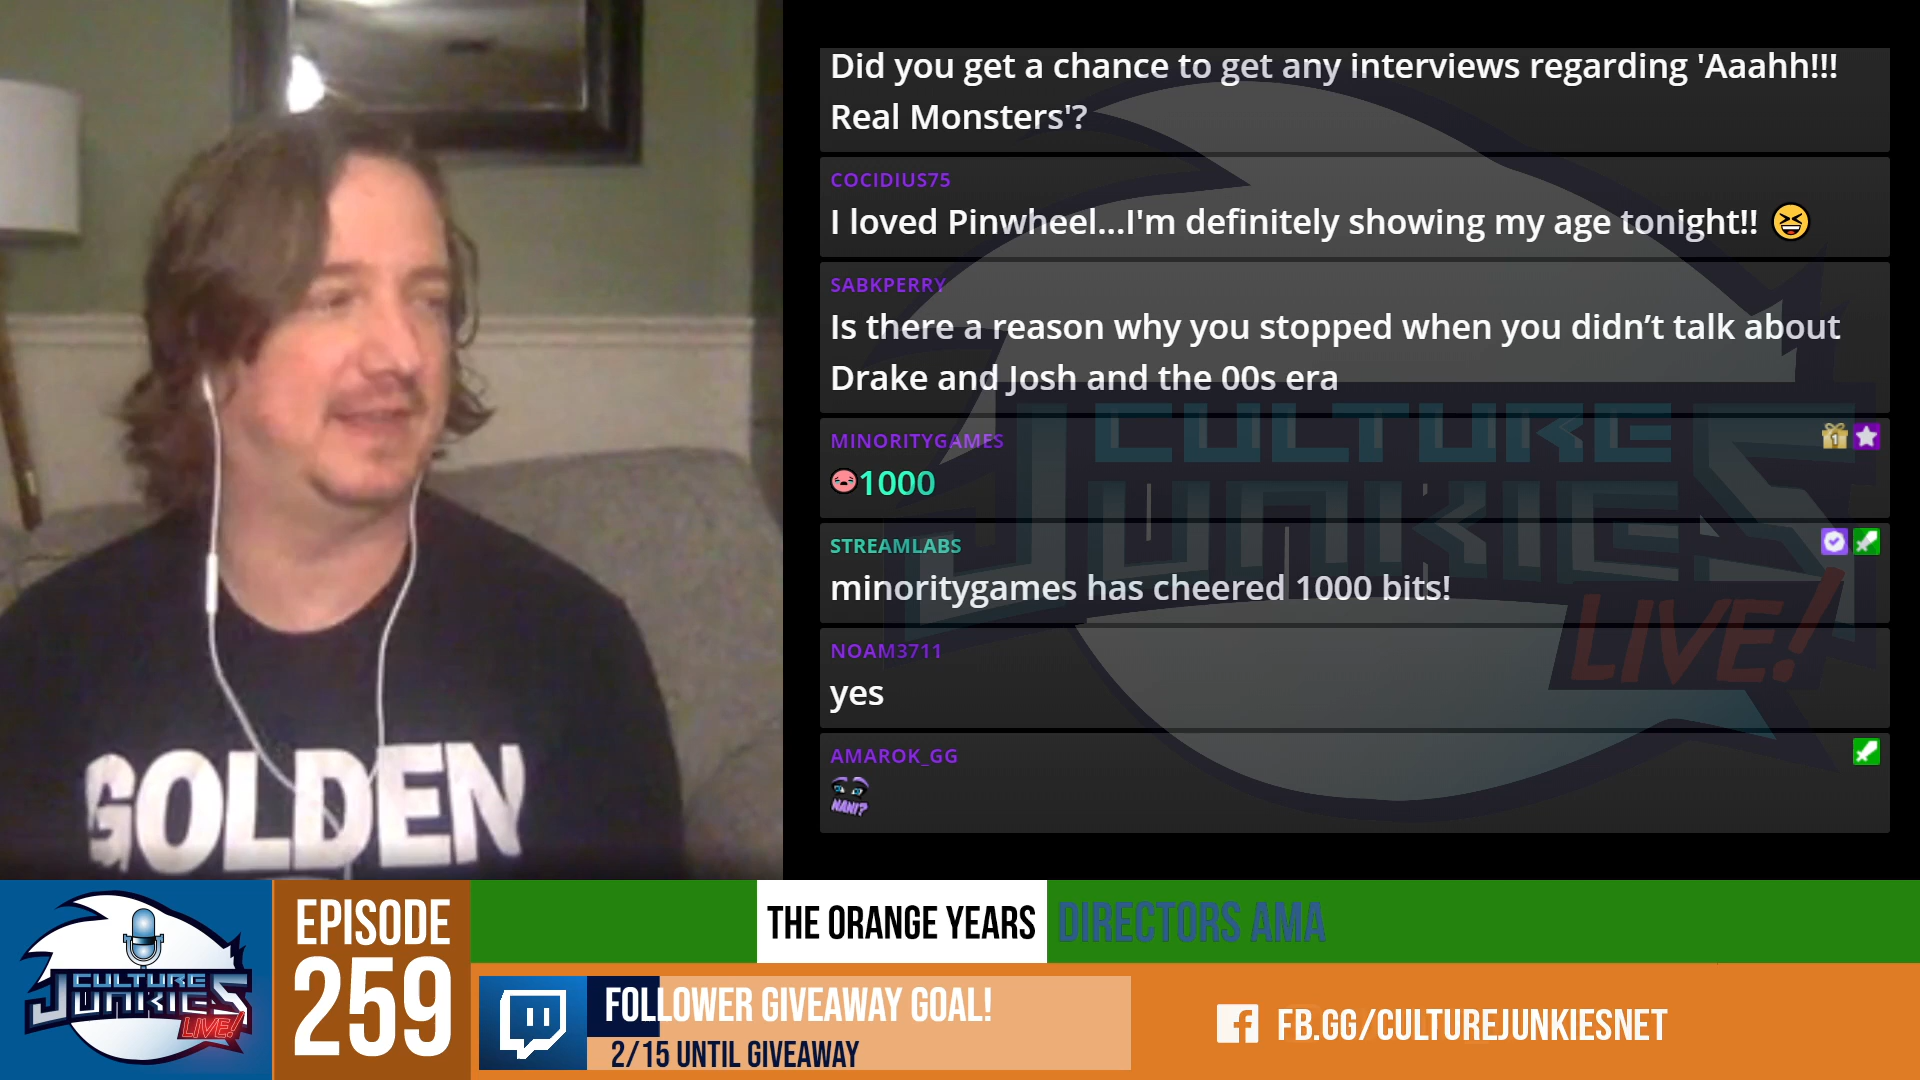 Did you get a chance to get any interviews regarding 'Aaahh!!!
Real Monsters'?
COCIDIUS75
I loved Pinwheel...I'm definitely showing my age tonight!! 😆
SABKPERRY
Is there a reason why you stopped when you didn’t talk about
Drake and Josh and the 00s era
MINORITYGAMES
1000
STREAMLABS
minoritygames has cheered 1000 bits!
NOAM3711
yes
AMAROK_GG
NANI?
CULTURE
JUNKIES
LIVE!
GOLDEN
CULTURE
JUNKIES
LIVE!
EPISODE
259
THE ORANGE YEARS DIRECTORS AMA
FOLLOWER GIVEAWAY GOAL!
2/15 UNTIL GIVEAWAY
FB.GG/CULTUREJUNKIESNET